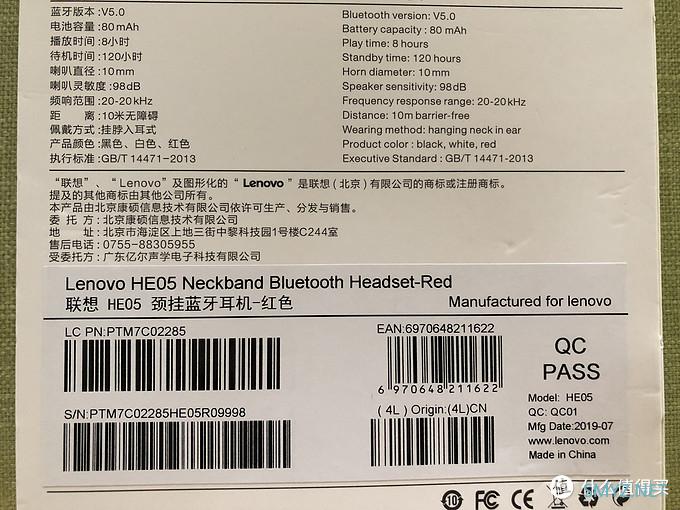 蓝牙版本：V5.0
电池容量：80mAh
播放时间：8小时
待机时间：120小时
喇叭直径：10mm
喇叭灵敏度：98dB
频响范围：20-20kHz
距 离：10米无障碍
佩戴方式：挂脖入耳式
产品颜色：黑色、白色、红色
执行标准：GB/T 14471-2013
Bluetooth version: V5.0
Battery capacity : 80 mAh
Play time: 8 hours
Standby time: 120 hours
Horn diameter: 10mm
Speaker sensitivity: 98dB
Frequency response range: 20-20kHz
Distance: 10m barrier-free
Wearing method: hanging neck in ear
Product color : black, white, red
Executive Standard : GB/T 14471-2013
“联想”、“Lenovo”及图形化的“Lenovo”是联想（北京）有限公司的商标或注册商标。
提及的其他商标由其他公司所有。
本产品由北京康硕信息技术有限公司依许可生产、分发与销售。
委 托 方：北京康硕信息技术有限公司
地 址：北京市海淀区上地三街中黎科技园1号楼C244室
售后电话：0755-88305955
受委托方：广东亿尔声学电子科技有限公司
Lenovo HE05 Neckband Bluetooth Headset-Red
联想 HE05 颈挂蓝牙耳机-红色
Manufactured for lenovo
LC PN:PTM7C02285
EAN:6970648211622
6 970648 211622
S/N:PTM7C02285HE05R09998
( 4L ) Origin:(4L)CN
QC
PASS
Model: HE05
QC: QC01
Mfg Date:2019-07
www.lenovo.com
Made in China
10 FC CE
值 什么值得买